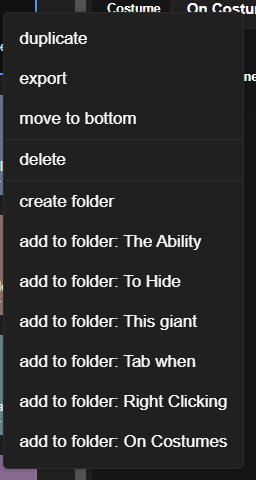 Costume
On Costu
duplicate
export
move to bottom
delete
create folder
add to folder: The Ability
add to folder: To Hide
add to folder: This giant
add to folder: Tab when
add to folder: Right Clicking
add to folder: On Costumes